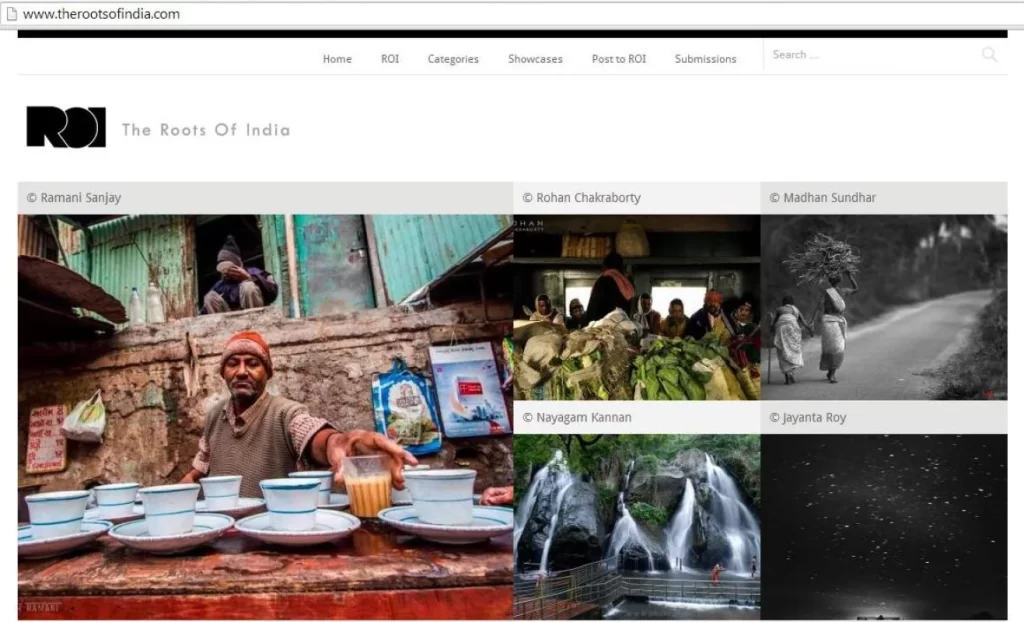 www.therootsofindia.com
Home ROI Categories Showcases Post to ROI Submissions Search ...
ROI The Roots Of India
© Ramani Sanjay © Rohan Chakraborty © Madhan Sundhar
© Nayagam Kannan © Jayanta Roy
RAMANI